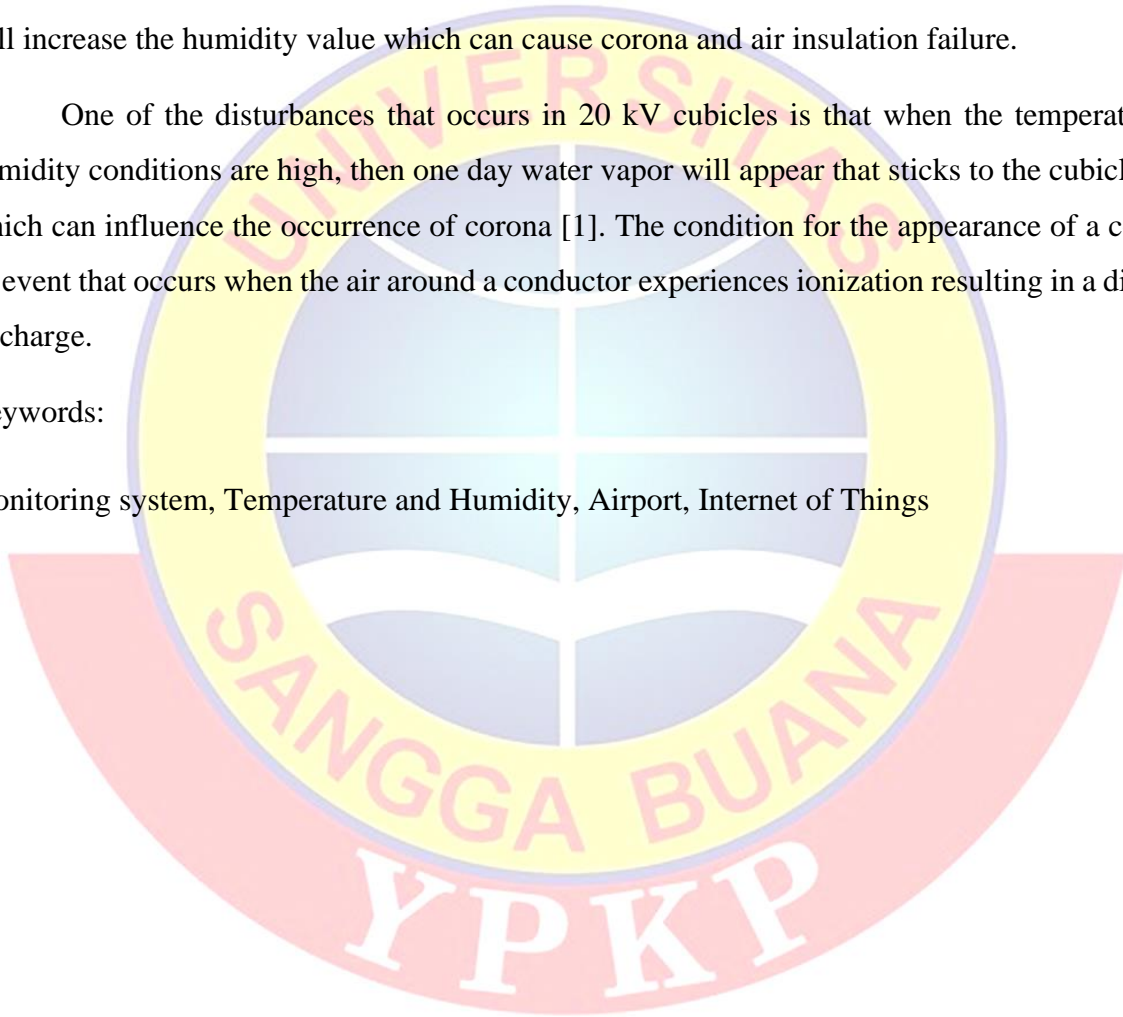 ll increase the humidity value which can cause corona and air insulation failure.
One of the disturbances that occurs in 20 kV cubicles is that when the temperat
midity conditions are high, then one day water vapor will appear that sticks to the cubicl
hich can influence the occurrence of corona [1]. The condition for the appearance of a c
event that occurs when the air around a conductor experiences ionization resulting in a di
charge.
eywords:
onitoring system, Temperature and Humidity, Airport, Internet of Things
UNIVERSITAS
SANGGA BUANA
YPKP